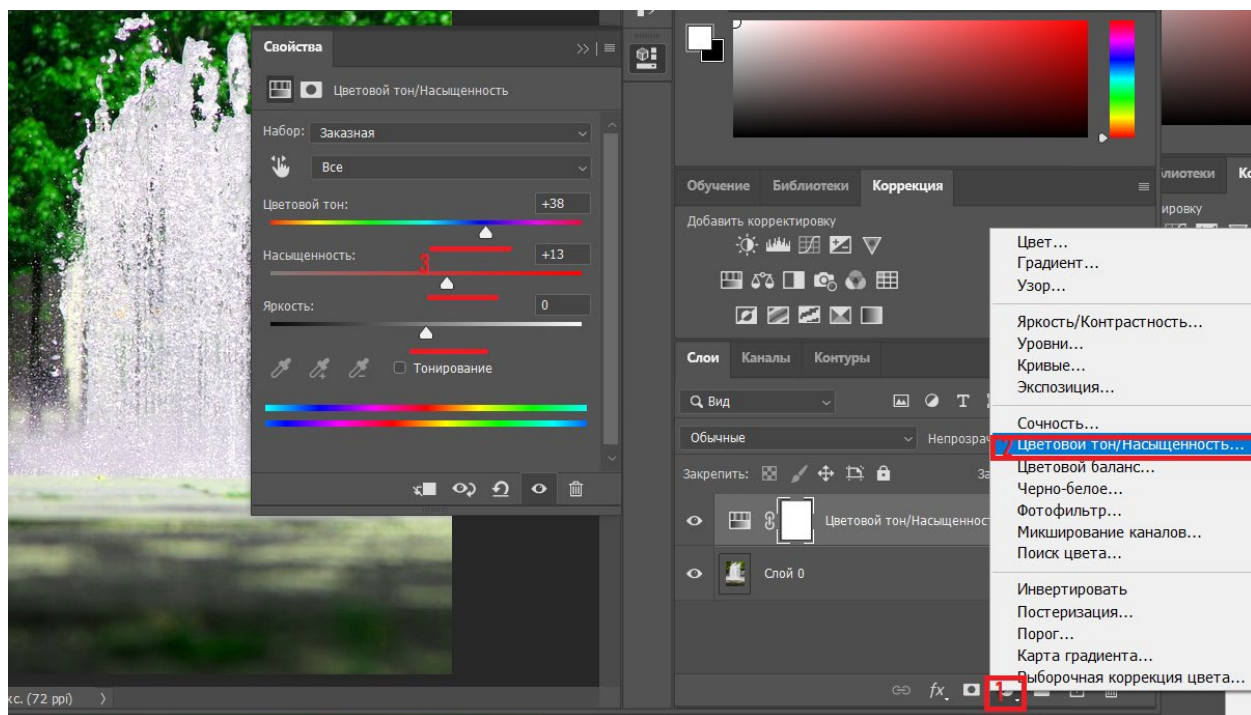 Свойства
Цветовой тон/Насыщенность
Набор: Заказная
Все
Цветовой тон: +38
3
Насыщенность: +13
Яркость: 0
Тонирование
(72 ppi)
Обучение Библиотеки Коррекция
Добавить корректировку
Слои Каналы Контуры
Вид
T
Обычные
Закрепить:
Цветовой
Слой 0
fx
1
Цвет...
Градиент...
Узор...
Яркость/Контрастность...
Уровни...
Кривые...
Экспозиция...
Сочность...
2
Цветовой тон/Насыщенность...
Цветовой баланс...
Черно-белое...
Фотофильтр...
Микширование каналов...
Поиск цвета...
Инвертировать
Постеризация...
Порог...
Карта градиента...
Выборочная коррекция цвета...